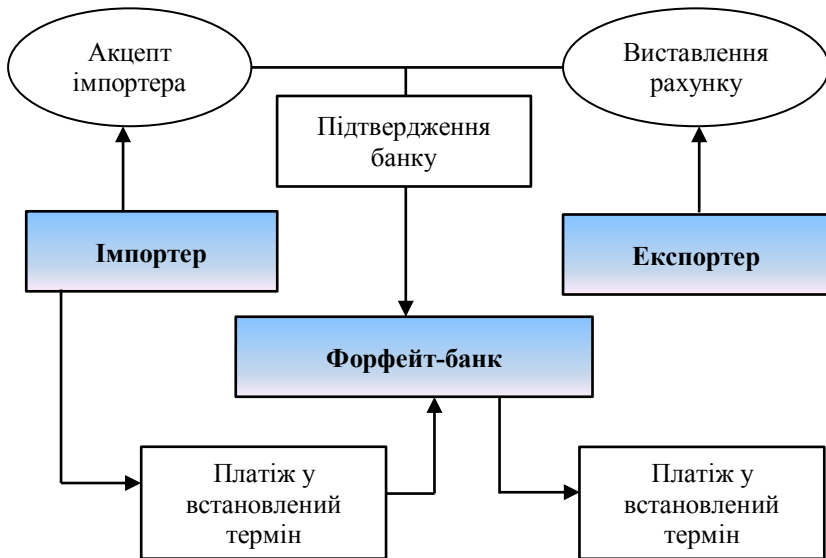 Акцепт
імпортера
Виставлення
рахунку
Підтвердження
банку
Імпортер
Експортер
Форфейт-банк
Платіж у
встановлений
термін
Платіж у
встановлений
термін